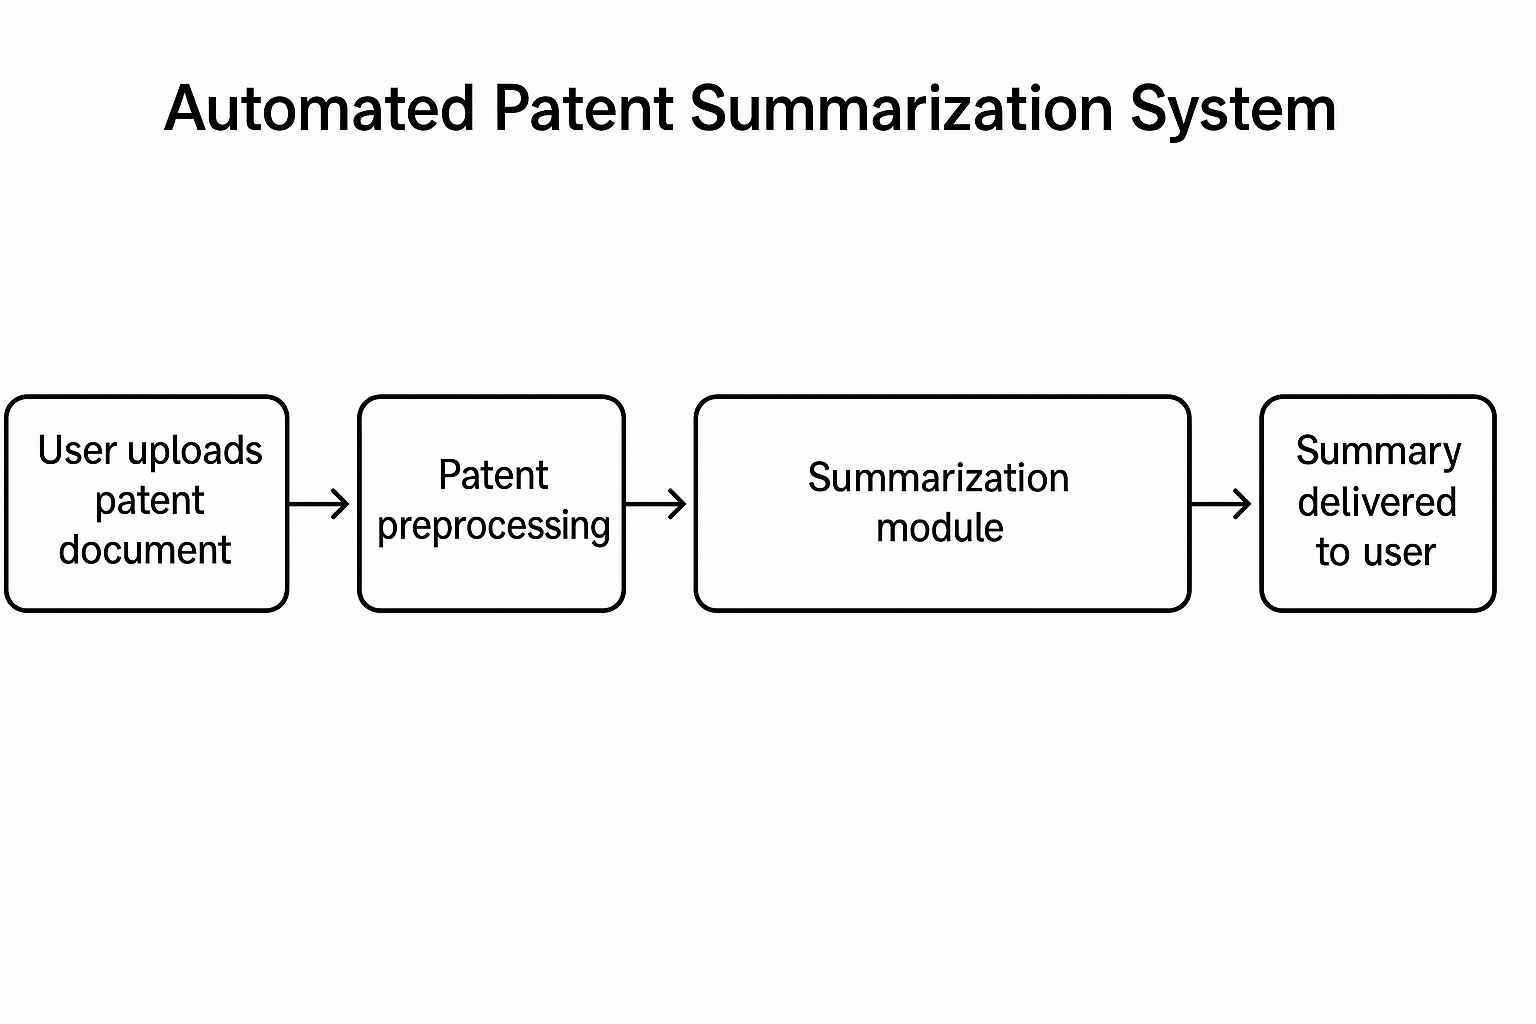 Automated Patent Summarization System
User uploads
patent
document
Patent
preprocessing
Summarization
module
Summary
delivered
to user